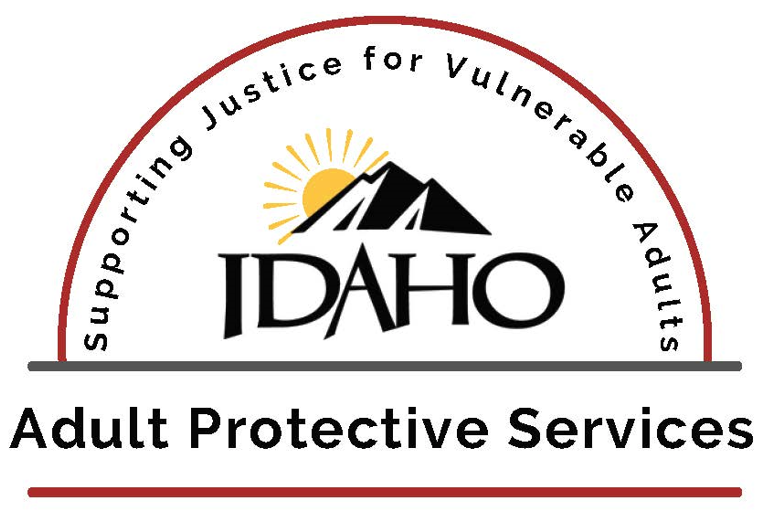 Supporting Justice for Vulnerable Adults
IDAHO
Adult Protective Services